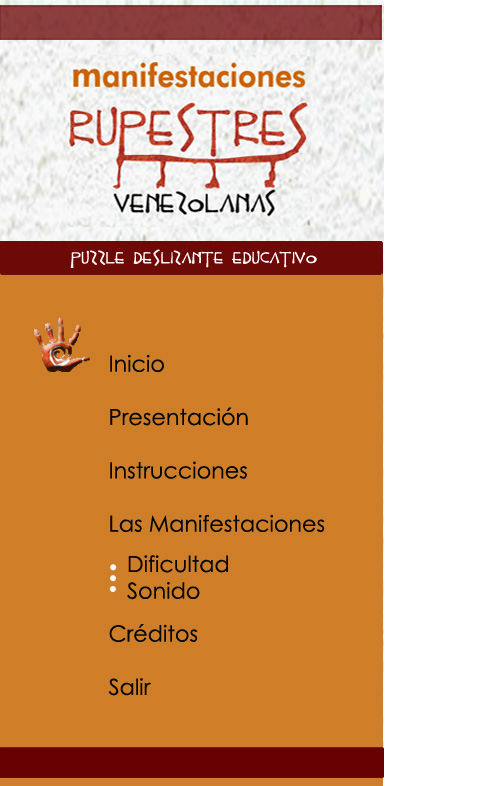 manifestaciones
RUPESTRES
VENEZOLANAS
PUZZLE DESLIZANTE EDUCATIVO
Inicio
Presentación
Instrucciones
Las Manifestaciones
Dificultad
Sonido
Créditos
Salir